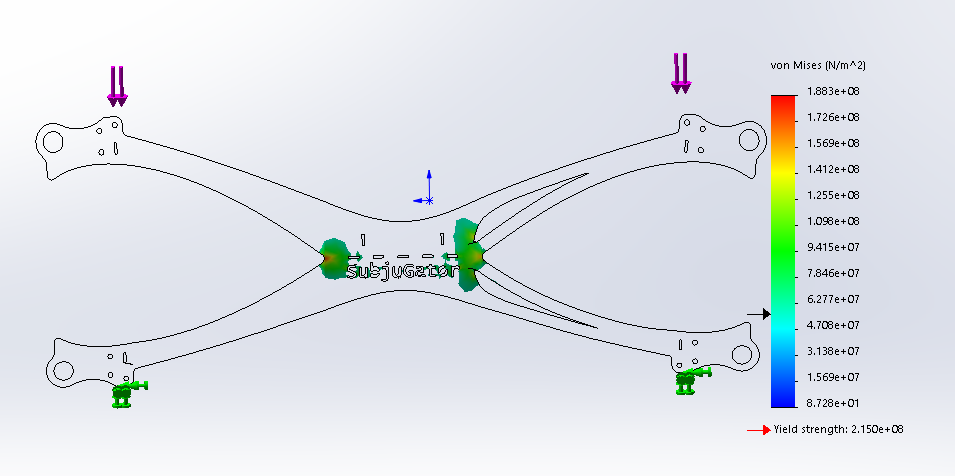 von Mises (N/m^2)
1.883e+08
1.726e+08
1.569e+08
1.412e+08
1.255e+08
1.098e+08
9.415e+07
7.846e+07
6.277e+07
4.708e+07
3.138e+07
1.569e+07
8.728e+01
Yield strength: 2.150e+08
SubjuGator